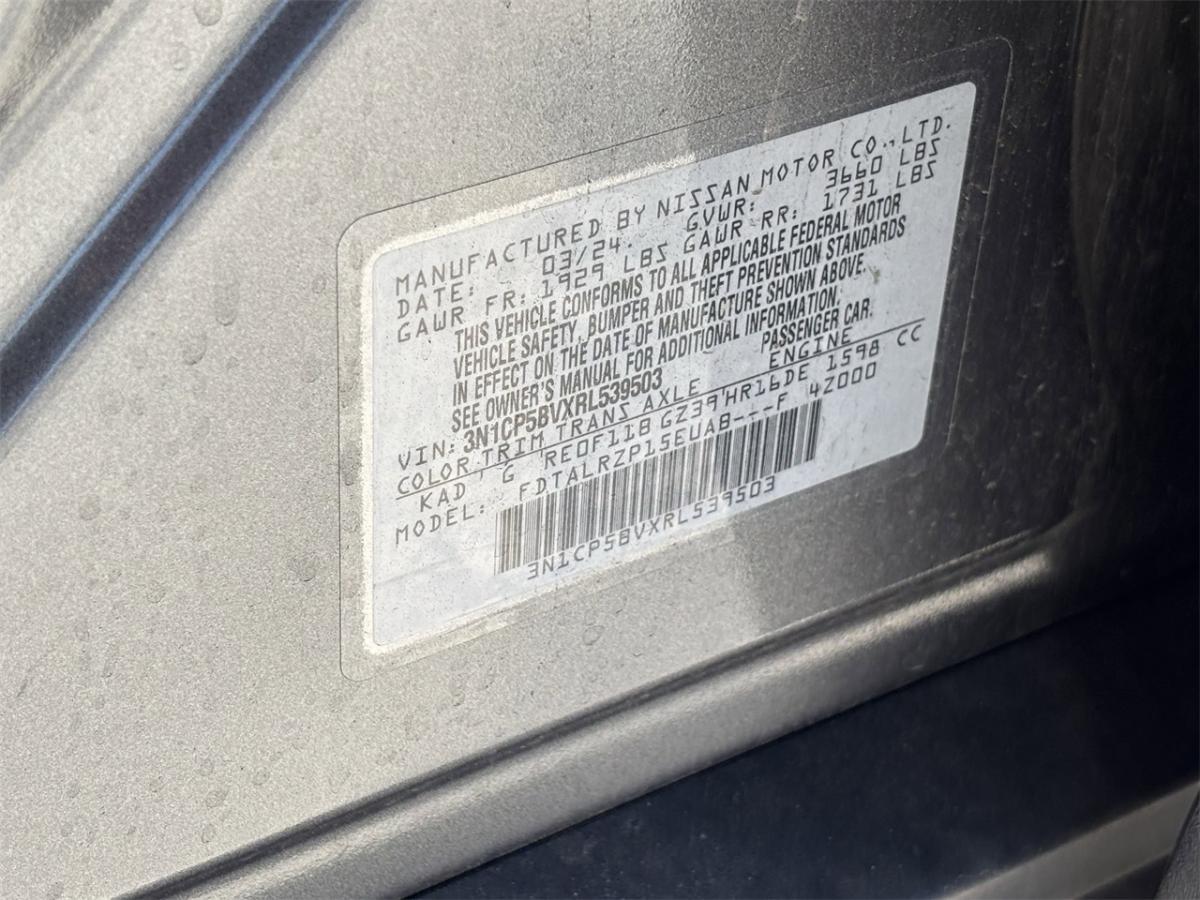 MANUFACTURED BY NISSAN MOTOR CO., LTD.
DATE: 03/24. GVWR: 3660 LBS
GAWR FR: 1929 LBS GAWR RR: 1731 LBS
THIS VEHICLE CONFORMS TO ALL APPLICABLE FEDERAL MOTOR
VEHICLE SAFETY, BUMPER AND THEFT PREVENTION STANDARDS
IN EFFECT ON THE DATE OF MANUFACTURE SHOWN ABOVE.
SEE OWNER'S MANUAL FOR ADDITIONAL INFORMATION.
VIN: 3N1CP5BVXRL539503 PASSENGER CAR.
COLOR TRIM TRANS AXLE ENGINE
KAD G RE0F11B GZ39 HR16DE 1598 CC
MODEL: FDTALRZP15EUAB---F 4Z000
3N1CP5BVXRL539503